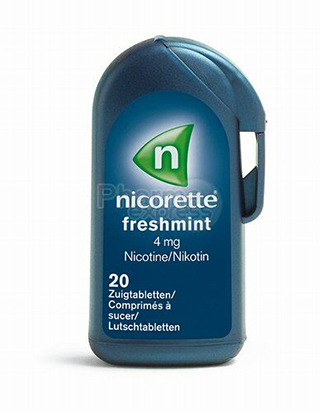 n
nicorette
freshmint
4 mg
Nicotine/Nikotin
20
Zuigtabletten/
Comprimés à
sucer/
Lutschtabletten